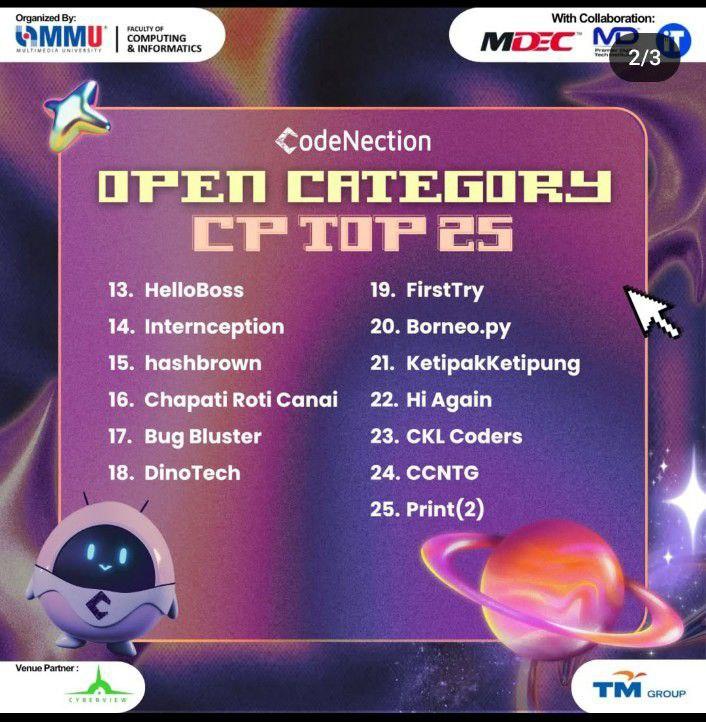 Organized By:
MMU
MULTIMEDIA UNIVERSITY
FACULTY OF
COMPUTING
& INFORMATICS
With Collaboration:
MDEC™
MD
iT
2/3
CodeNection
OPEN CATEGORY
CP TOP 25
13. HelloBoss
14. Internception
15. hashbrown
16. Chapati Roti Canai
17. Bug Bluster
18. DinoTech
19. FirstTry
20. Borneo.py
21. KetipakKetipung
22. Hi Again
23. CKL Coders
24. CCNTG
25. Print(2)
Venue Partner :
CYBERVIEW
TM GROUP